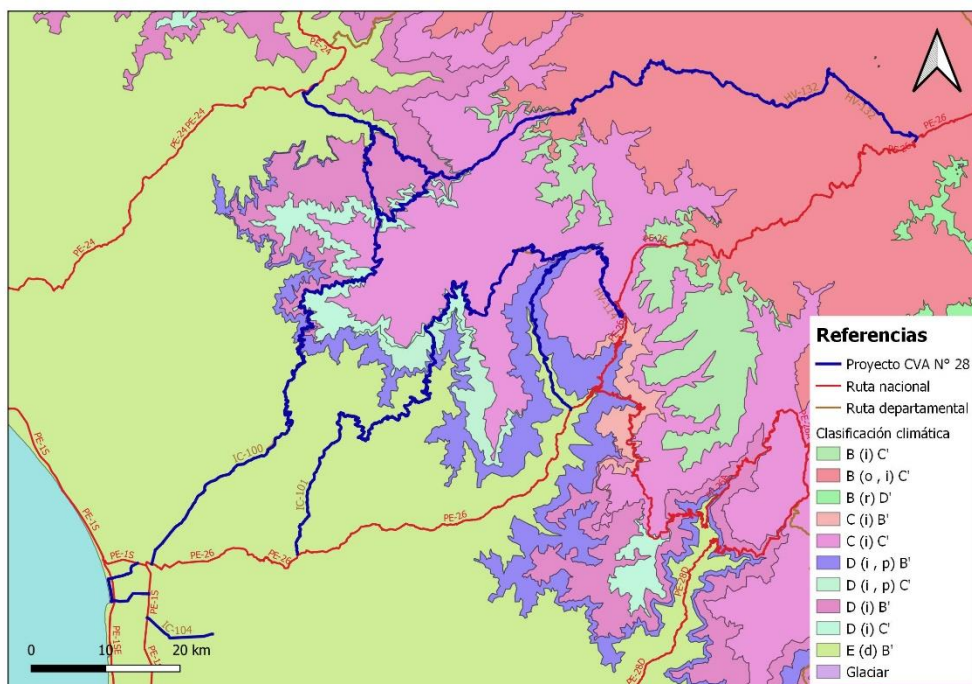 PE-24
PE-24 PE-24
PE-24
HV-132
HV-132
PE-26
PE-26
PE-26
HV-114
PE-1S
IC-100
IC-101
PE-26
PE-1S
PE-26
PE-26
PE-1S
IC-104
PE-1SE
PE-28D
PE-28D
0 10 20 km
Referencias
Proyecto CVA N° 28
Ruta nacional
Ruta departamental
Clasificación climática
B (i) C'
B (o , i) C'
B (r) D'
C (i) B'
C (i) C'
D (i , p) B'
D (i , p) C'
D (i) B'
D (i) C'
E (d) B'
Glaciar